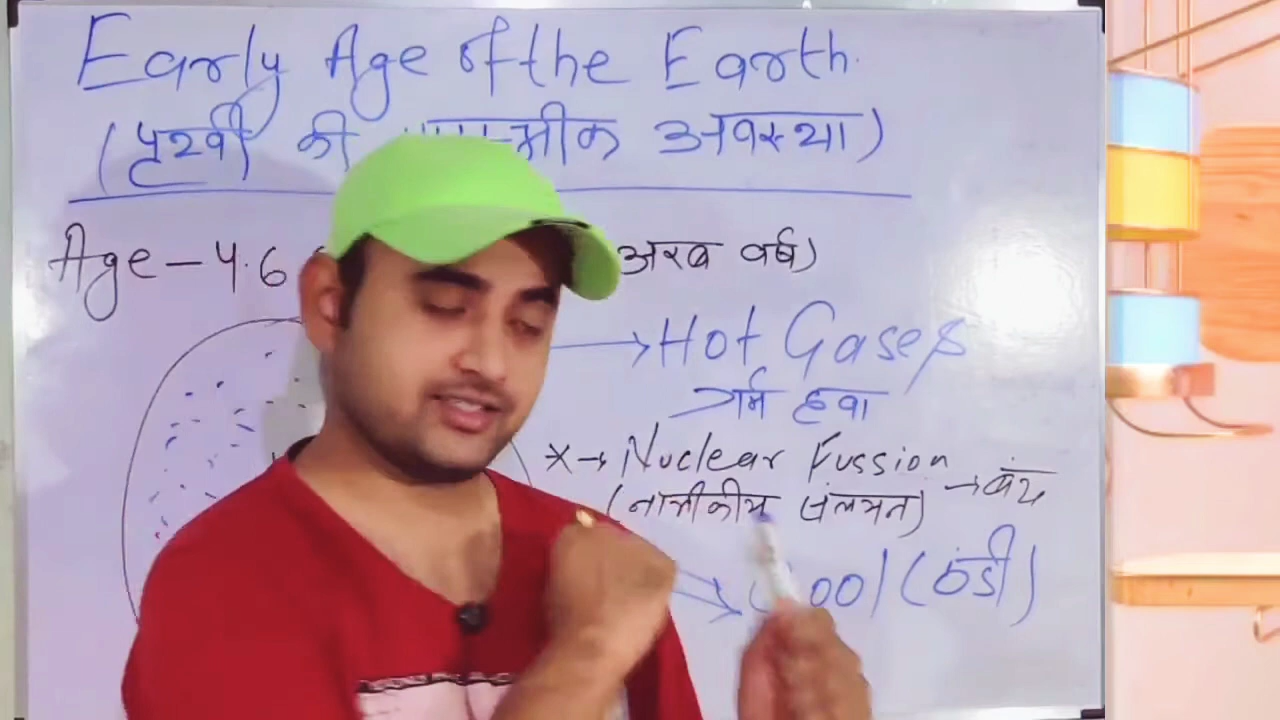 Early Age of the Earth.
(पृथ्वी की अवस्था)
Age – 4.6 अरब वर्ष)
→ Hot Gases
गर्म हवा
*→ Nuclear Fussion → बंद
(नाभीकीय संलयन)
Cool (ठंडी)